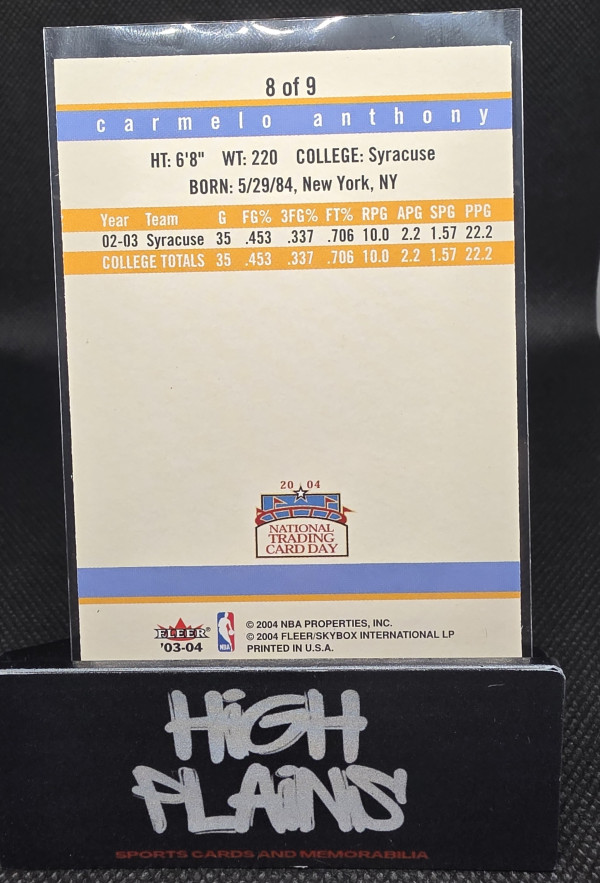 8 of 9
carmelo anthony
HT: 6'8" WT: 220 COLLEGE: Syracuse
BORN: 5/29/84, New York, NY
Year Team G FG% 3FG% FT% RPG APG SPG PPG
02-03 Syracuse 35 .453 .337 .706 10.0 2.2 1.57 22.2
COLLEGE TOTALS 35 .453 .337 .706 10.0 2.2 1.57 22.2
20 04
NATIONAL
TRADING
CARD DAY
FLEER
'03-04
NBA
© 2004 NBA PROPERTIES, INC.
© 2004 FLEER/SKYBOX INTERNATIONAL LP
PRINTED IN U.S.A.
HiGH
PLAiNS
SPORTS CARDS AND MEMORABILIA